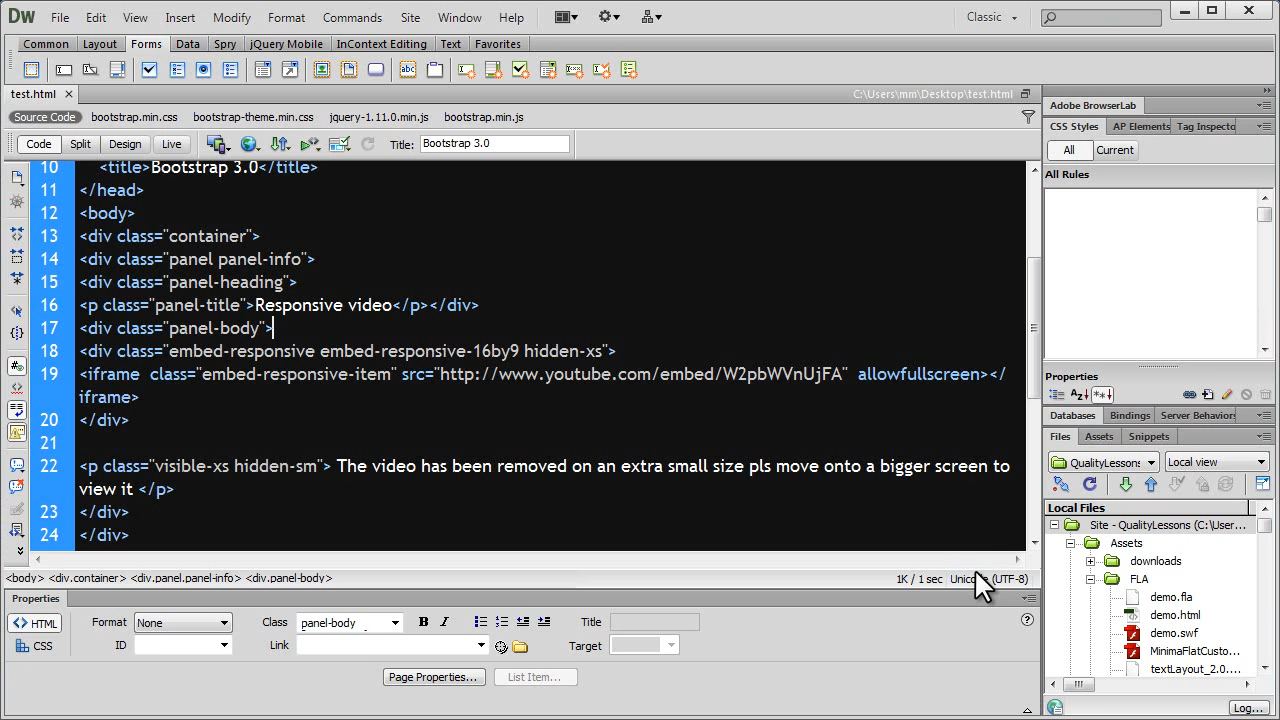 Dw File Edit View Insert Modify Format Commands Site Window Help Classic
Common Layout Forms Data Spry jQuery Mobile InContext Editing Text Favorites
test.html C:\Users\mm\Desktop\test.html
Source Code bootstrap.min.css bootstrap-theme.min.css jquery-1.11.0.min.js bootstrap.min.js
Code Split Design Live Title: Bootstrap 3.0
10 <title>Bootstrap 3.0</title>
11 </head>
12 <body>
13 <div class="container">
14 <div class="panel panel-info">
15 <div class="panel-heading">
16 <p class="panel-title">Responsive video</p></div>
17 <div class="panel-body">
18 <div class="embed-responsive embed-responsive-16by9 hidden-xs">
19 <iframe class="embed-responsive-item" src="http://www.youtube.com/embed/W2pbWVnUjFA" allowfullscreen></
iframe>
20 </div>
21
22 <p class="visible-xs hidden-sm"> The video has been removed on an extra small size pls move onto a bigger screen to
view it </p>
23 </div>
24 </div>
<body> <div.container> <div.panel.panel-info> <div.panel-body> 1K / 1 sec (UTF-8)
Properties
HTML Format None Class panel-body B I Title
CSS ID Link Target
Page Properties... List Item...
Adobe BrowserLab
CSS Styles AP Elements Tag Inspecto
All Current
All Rules
Properties
Az
Databases Bindings Server Behaviors
Files Assets Snippets
QualityLessons Local view
Local Files
Site - QualityLessons (C:\User...
Assets
downloads
FLA
demo.fla
demo.html
demo.swf
MinimaFlatCusto...
textLayout_2.0....
Log...